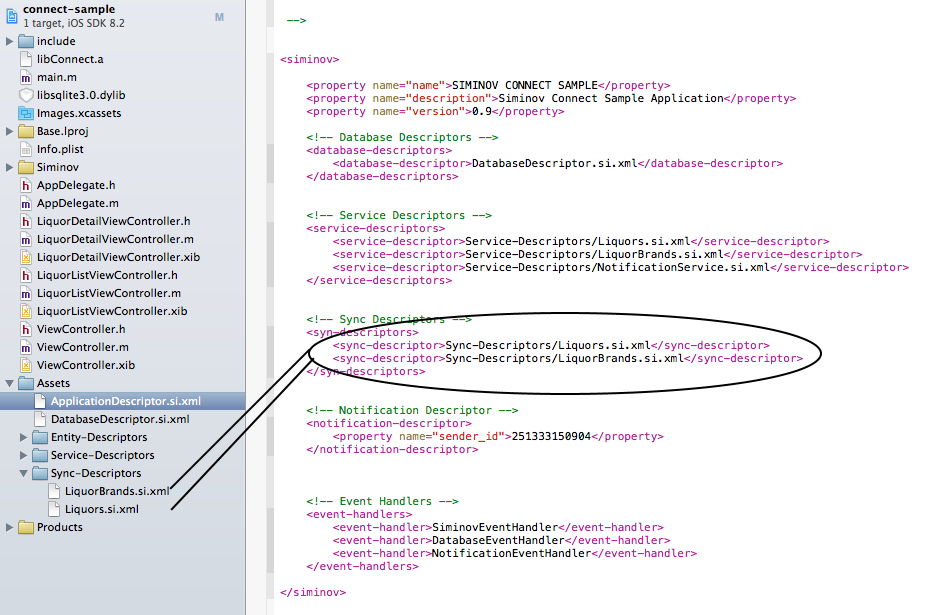 connect-sample
1 target, iOS SDK 8.2
M
include
libConnect.a
main.m
libsqlite3.0.dylib
Images.xcassets
Base.lproj
Info.plist
Siminov
AppDelegate.h
AppDelegate.m
LiquorDetailViewController.h
LiquorDetailViewController.m
LiquorDetailViewController.xib
LiquorListViewController.h
LiquorListViewController.m
LiquorListViewController.xib
ViewController.h
ViewController.m
ViewController.xib
Assets
ApplicationDescriptor.si.xml
DatabaseDescriptor.si.xml
Entity-Descriptors
Service-Descriptors
Sync-Descriptors
LiquorBrands.si.xml
Liquors.si.xml
Products
-->
<siminov>
<property name="name">SIMINOV CONNECT SAMPLE</property>
<property name="description">Siminov Connect Sample Application</property>
<property name="version">0.9</property>
<!-- Database Descriptors -->
<database-descriptors>
<database-descriptor>DatabaseDescriptor.si.xml</database-descriptor>
</database-descriptors>
<!-- Service Descriptors -->
<service-descriptors>
<service-descriptor>Service-Descriptors/Liquors.si.xml</service-descriptor>
<service-descriptor>Service-Descriptors/LiquorBrands.si.xml</service-descriptor>
<service-descriptor>Service-Descriptors/NotificationService.si.xml</service-descriptor>
</service-descriptors>
<!-- Sync Descriptors -->
<syn-descriptors>
<sync-descriptor>Sync-Descriptors/Liquors.si.xml</sync-descriptor>
<sync-descriptor>Sync-Descriptors/LiquorBrands.si.xml</sync-descriptor>
</syn-descriptors>
<!-- Notification Descriptor -->
<notification-descriptor>
<property name="sender_id">251333150904</property>
</notification-descriptor>
<!-- Event Handlers -->
<event-handlers>
<event-handler>SiminovEventHandler</event-handler>
<event-handler>DatabaseEventHandler</event-handler>
<event-handler>NotificationEventHandler</event-handler>
</event-handlers>
</siminov>